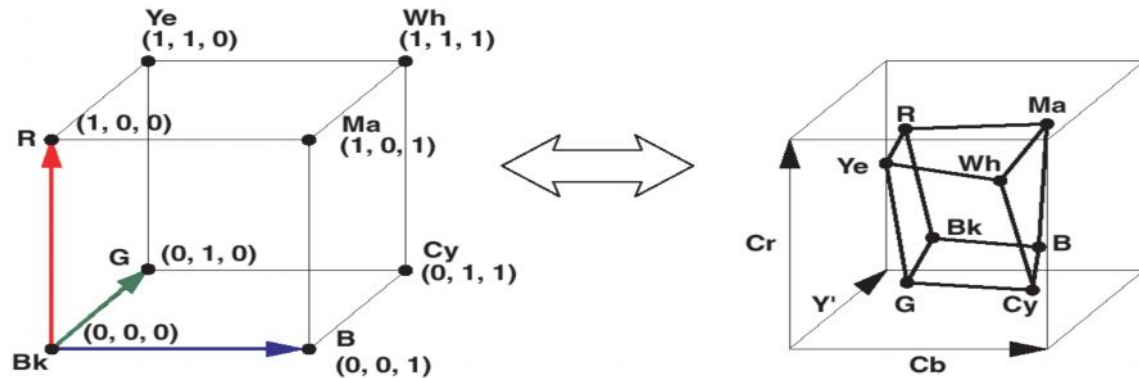 Ye
(1, 1, 0)
Wh
(1, 1, 1)
R
(1, 0, 0)
Ma
(1, 0, 1)
G
(0, 1, 0)
Cy
(0, 1, 1)
Bk
(0, 0, 0)
B
(0, 0, 1)
R
Ma
Ye
Wh
Bk
B
Cr
Y'
G
Cy
Cb